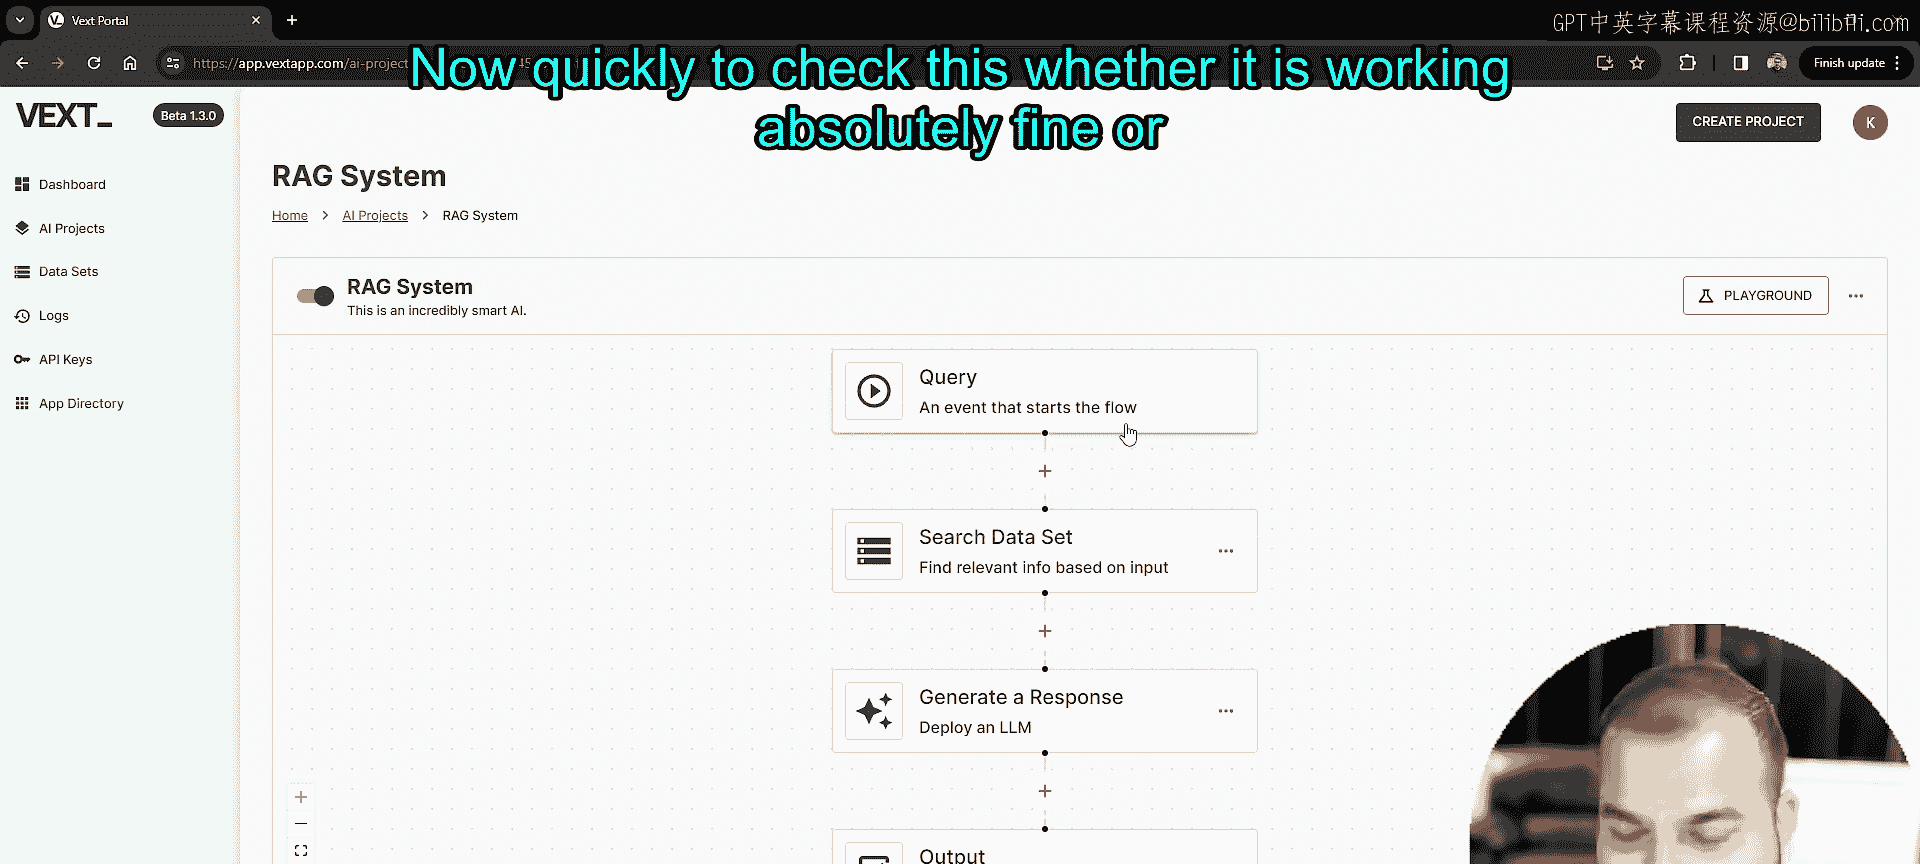 Vext Portal
GPT中英字幕课程资源@bilibili.com
https://app.vextapp.com/ai-project
Finish update
Now quickly to check this whether it is working
absolutely fine or
VEXT_
Beta 1.3.0
CREATE PROJECT
K
Dashboard
AI Projects
Data Sets
Logs
API Keys
App Directory
RAG System
Home > AI Projects > RAG System
RAG System
This is an incredibly smart AI.
PLAYGROUND
Query
An event that starts the flow
Search Data Set
Find relevant info based on input
Generate a Response
Deploy an LLM
Output